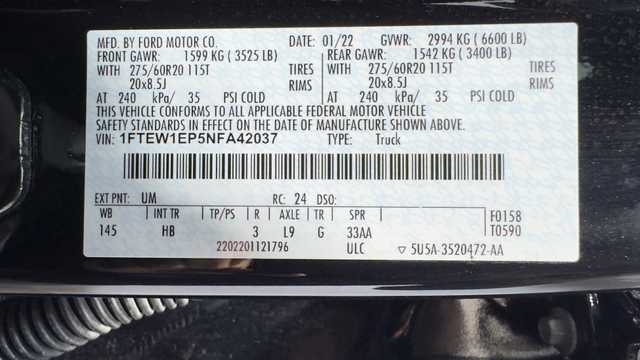 MFD. BY FORD MOTOR CO. DATE: 01/22 GVWR: 2994 KG ( 6600 LB)
FRONT GAWR: 1599 KG ( 3525 LB) REAR GAWR: 1542 KG ( 3400 LB)
WITH 275/60R20 115T TIRES WITH 275/60R20 115T TIRES
20x8.5J RIMS 20x8.5J RIMS
AT 240 kPa/ 35 PSI COLD AT 240 kPa/ 35 PSI COLD
THIS VEHICLE CONFORMS TO ALL APPLICABLE FEDERAL MOTOR VEHICLE
SAFETY STANDARDS IN EFFECT ON THE DATE OF MANUFACTURE SHOWN ABOVE.
VIN: 1FTEW1EP5NFA42037 TYPE: Truck
EXT PNT: UM RC: 24 DSO:
WB INT TR TP/PS R AXLE TR SPR F0158
145 HB 3 L9 G 33AA T0590
2202201121796 ULC ▽ 5U5A-3520472-AA